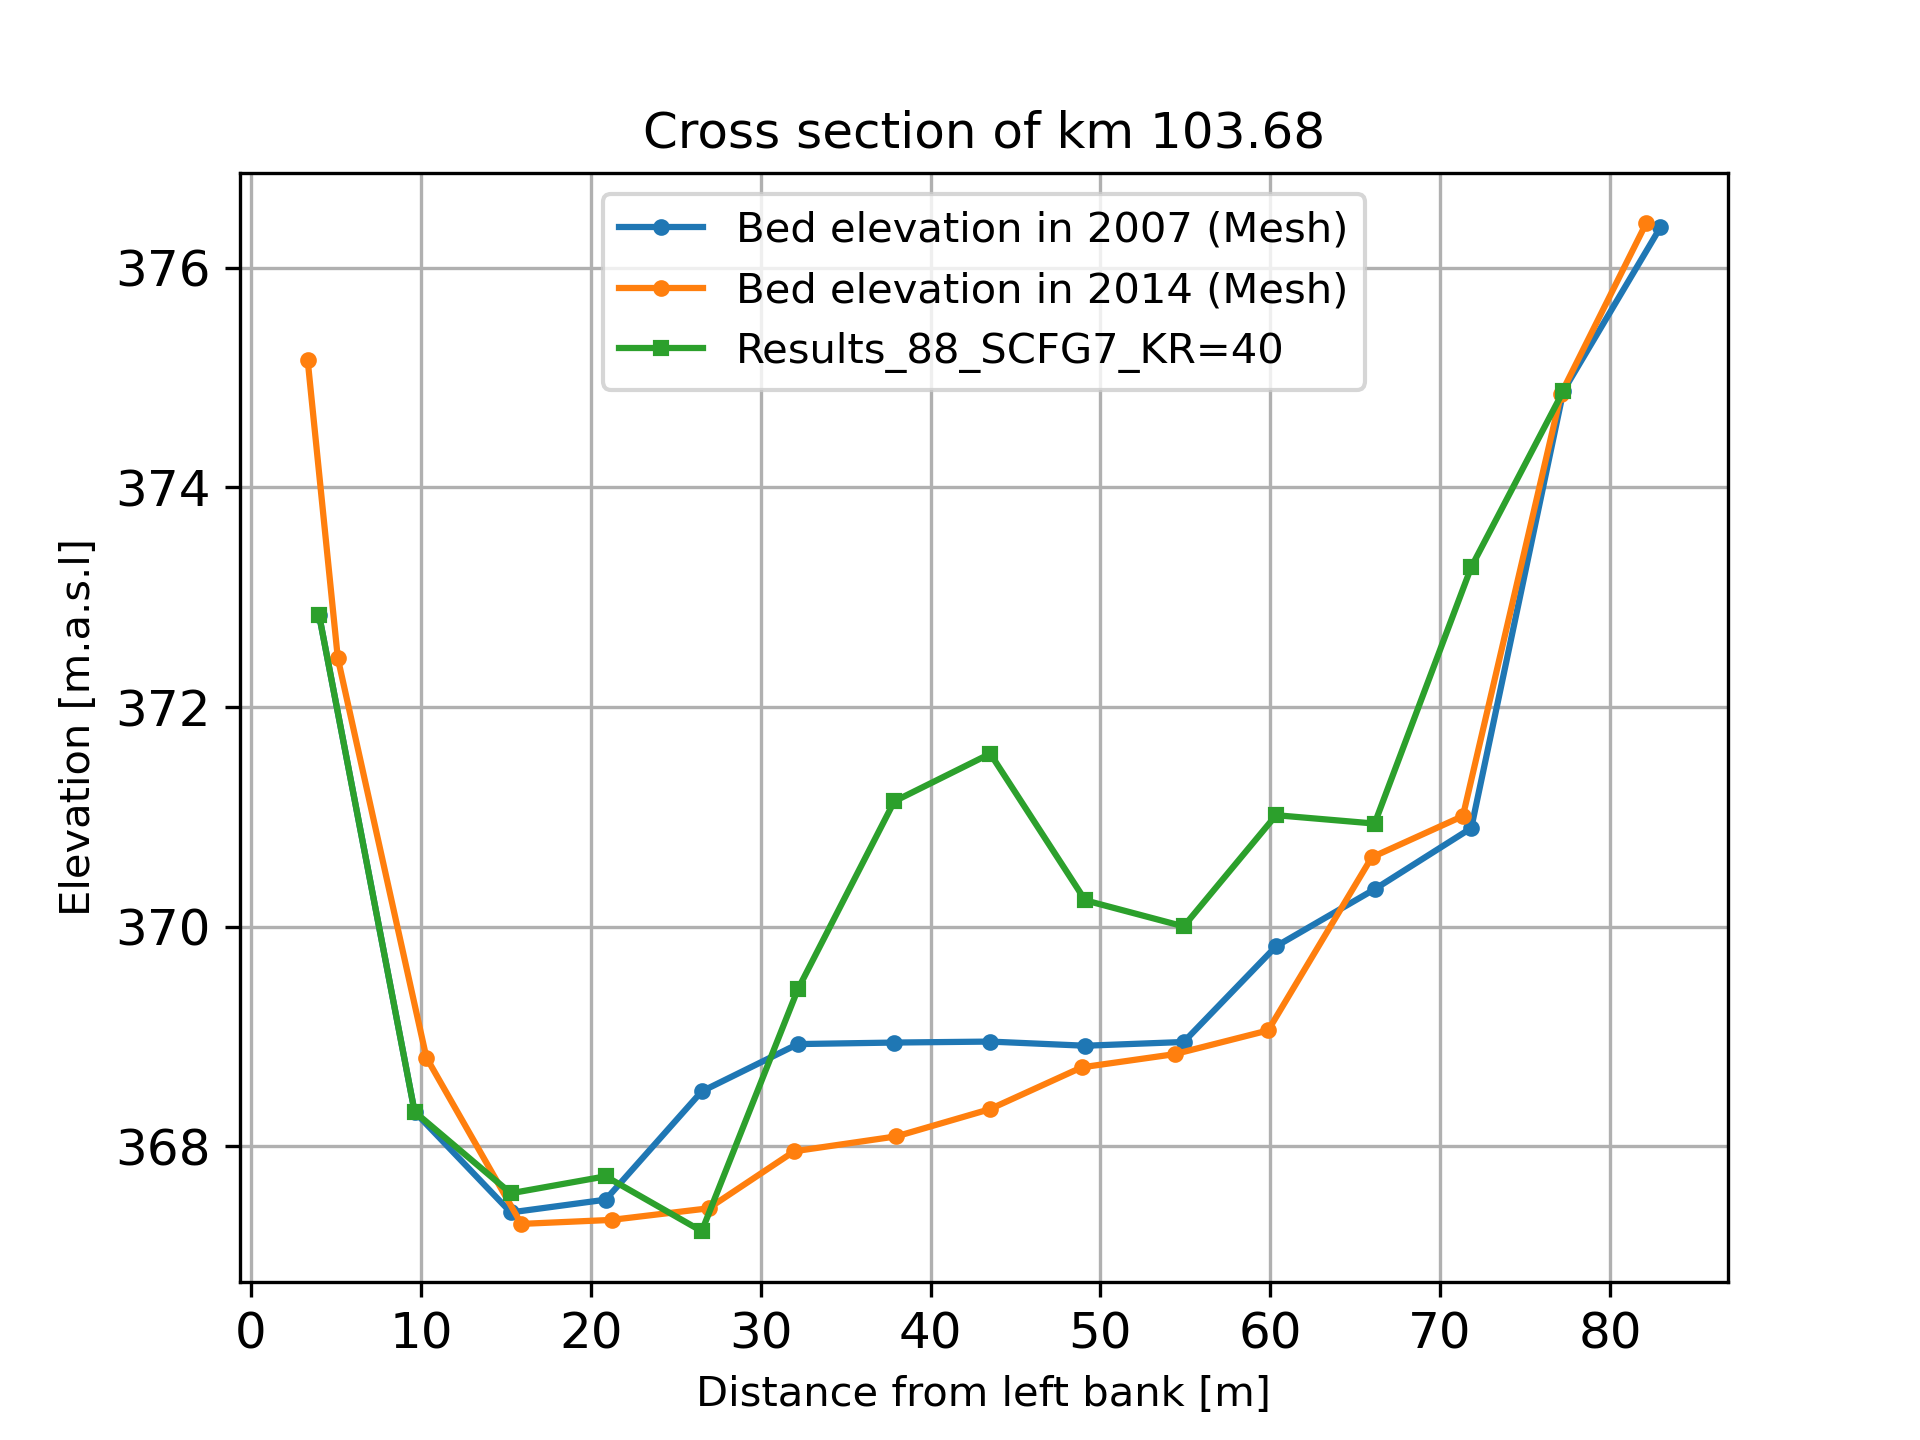 Cross section of km 103.68
Bed elevation in 2007 (Mesh)
Bed elevation in 2014 (Mesh)
Results_88_SCFG7_KR=40
Elevation [m.a.s.l]
376
374
372
370
368
0 10 20 30 40 50 60 70 80
Distance from left bank [m]